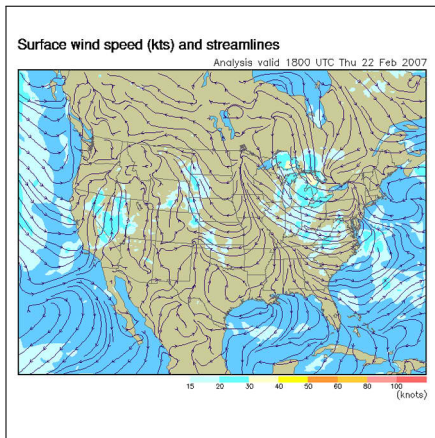 Surface wind speed (kts) and streamlines
Analysis valid 1800 UTC Thu 22 Feb 2007
15 20 30 40 50 60 80 100
(knots)